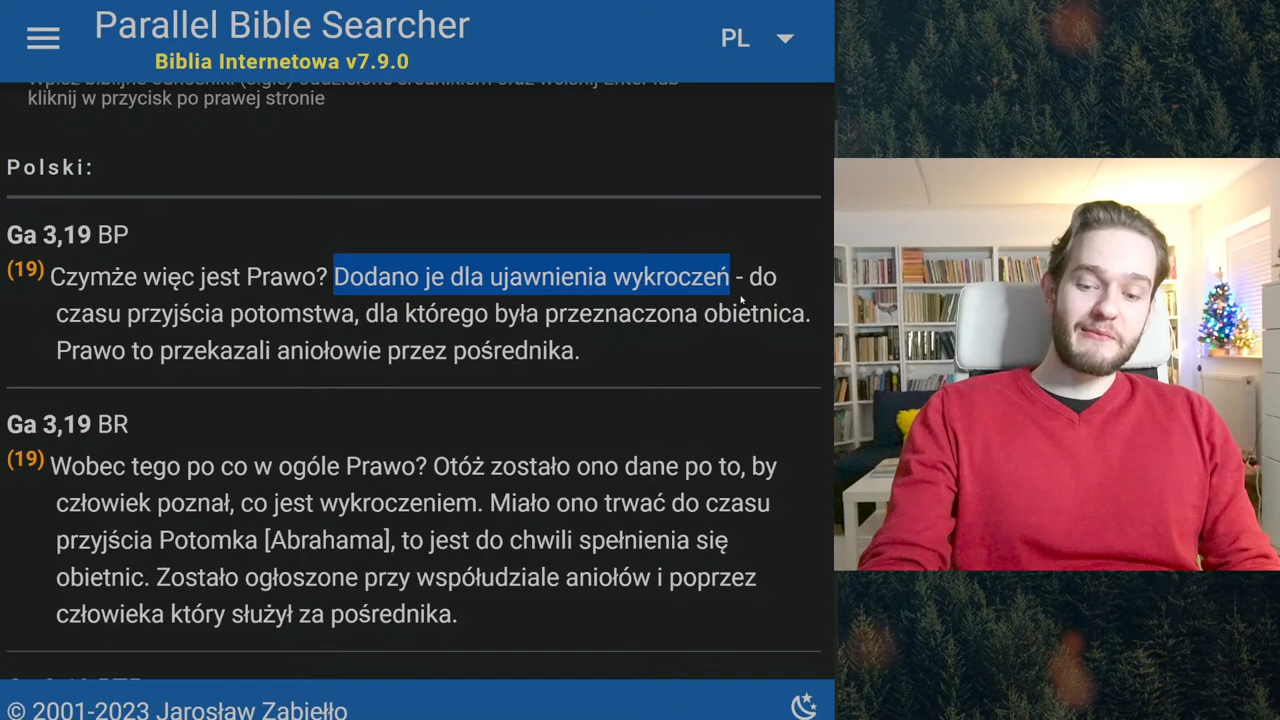 Parallel Bible Searcher
PL
Biblia Internetowa v7.9.0
kliknij w przycisk po prawej stronie
Polski:
Ga 3,19 BP
(19) Czymże więc jest Prawo? Dodano je dla ujawnienia wykroczeń - do
czasu przyjścia potomstwa, dla którego była przeznaczona obietnica.
Prawo to przekazali aniołowie przez pośrednika.
Ga 3,19 BR
(19) Wobec tego po co w ogóle Prawo? Otóż zostało ono dane po to, by
człowiek poznał, co jest wykroczeniem. Miało ono trwać do czasu
przyjścia Potomka [Abrahama], to jest do chwili spełnienia się
obietnic. Zostało ogłoszone przy współudziale aniołów i poprzez
człowieka który służył za pośrednika.
© 2001-2023 Jarosław Zabiełło